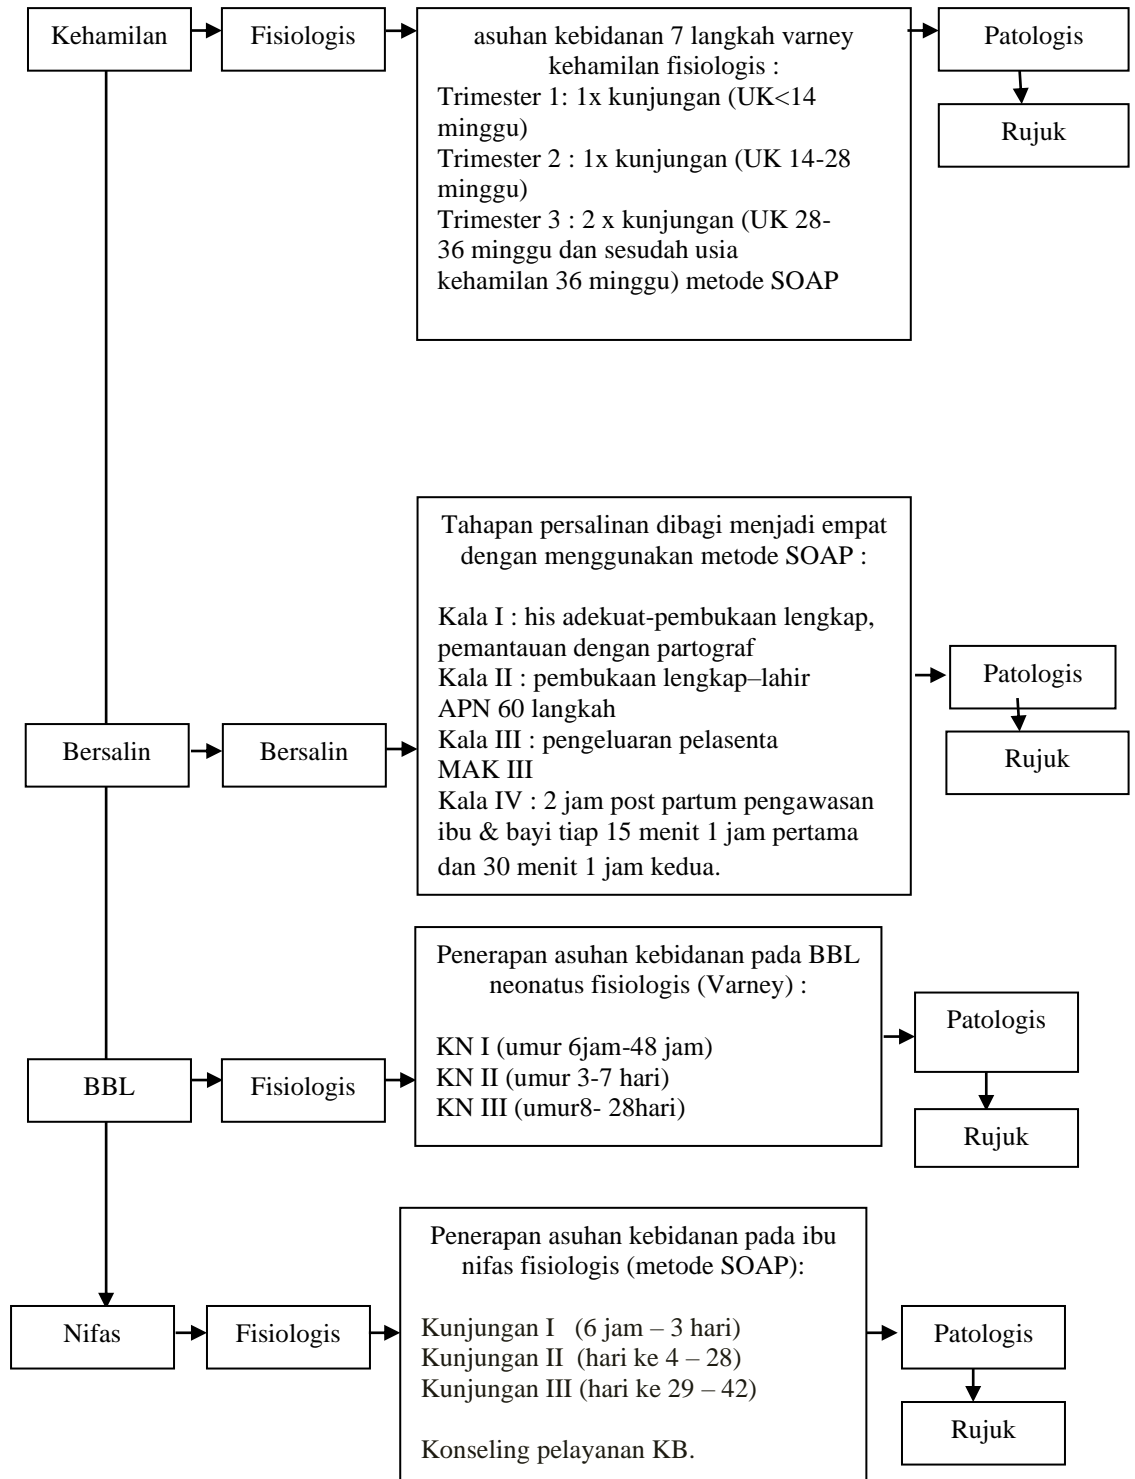 Kehamilan
Fisiologis
asuhan kebidanan 7 langkah varney
kehamilan fisiologis :
Trimester 1: 1x kunjungan (UK<14
minggu)
Trimester 2 : 1x kunjungan (UK 14-28
minggu)
Trimester 3 : 2 x kunjungan (UK 28-
36 minggu dan sesudah usia
kehamilan 36 minggu) metode SOAP
Patologis
Rujuk
Bersalin
Bersalin
Tahapan persalinan dibagi menjadi empat
dengan menggunakan metode SOAP :
Kala I : his adekuat-pembukaan lengkap,
pemantauan dengan partograf
Kala II : pembukaan lengkap–lahir
APN 60 langkah
Kala III : pengeluaran pelasenta
MAK III
Kala IV : 2 jam post partum pengawasan
ibu & bayi tiap 15 menit 1 jam pertama
dan 30 menit 1 jam kedua.
Patologis
Rujuk
BBL
Fisiologis
Penerapan asuhan kebidanan pada BBL
neonatus fisiologis (Varney) :
KN I (umur 6jam-48 jam)
KN II (umur 3-7 hari)
KN III (umur8- 28hari)
Patologis
Rujuk
Nifas
Fisiologis
Penerapan asuhan kebidanan pada ibu
nifas fisiologis (metode SOAP):
Kunjungan I (6 jam – 3 hari)
Kunjungan II (hari ke 4 – 28)
Kunjungan III (hari ke 29 – 42)
Konseling pelayanan KB.
Patologis
Rujuk